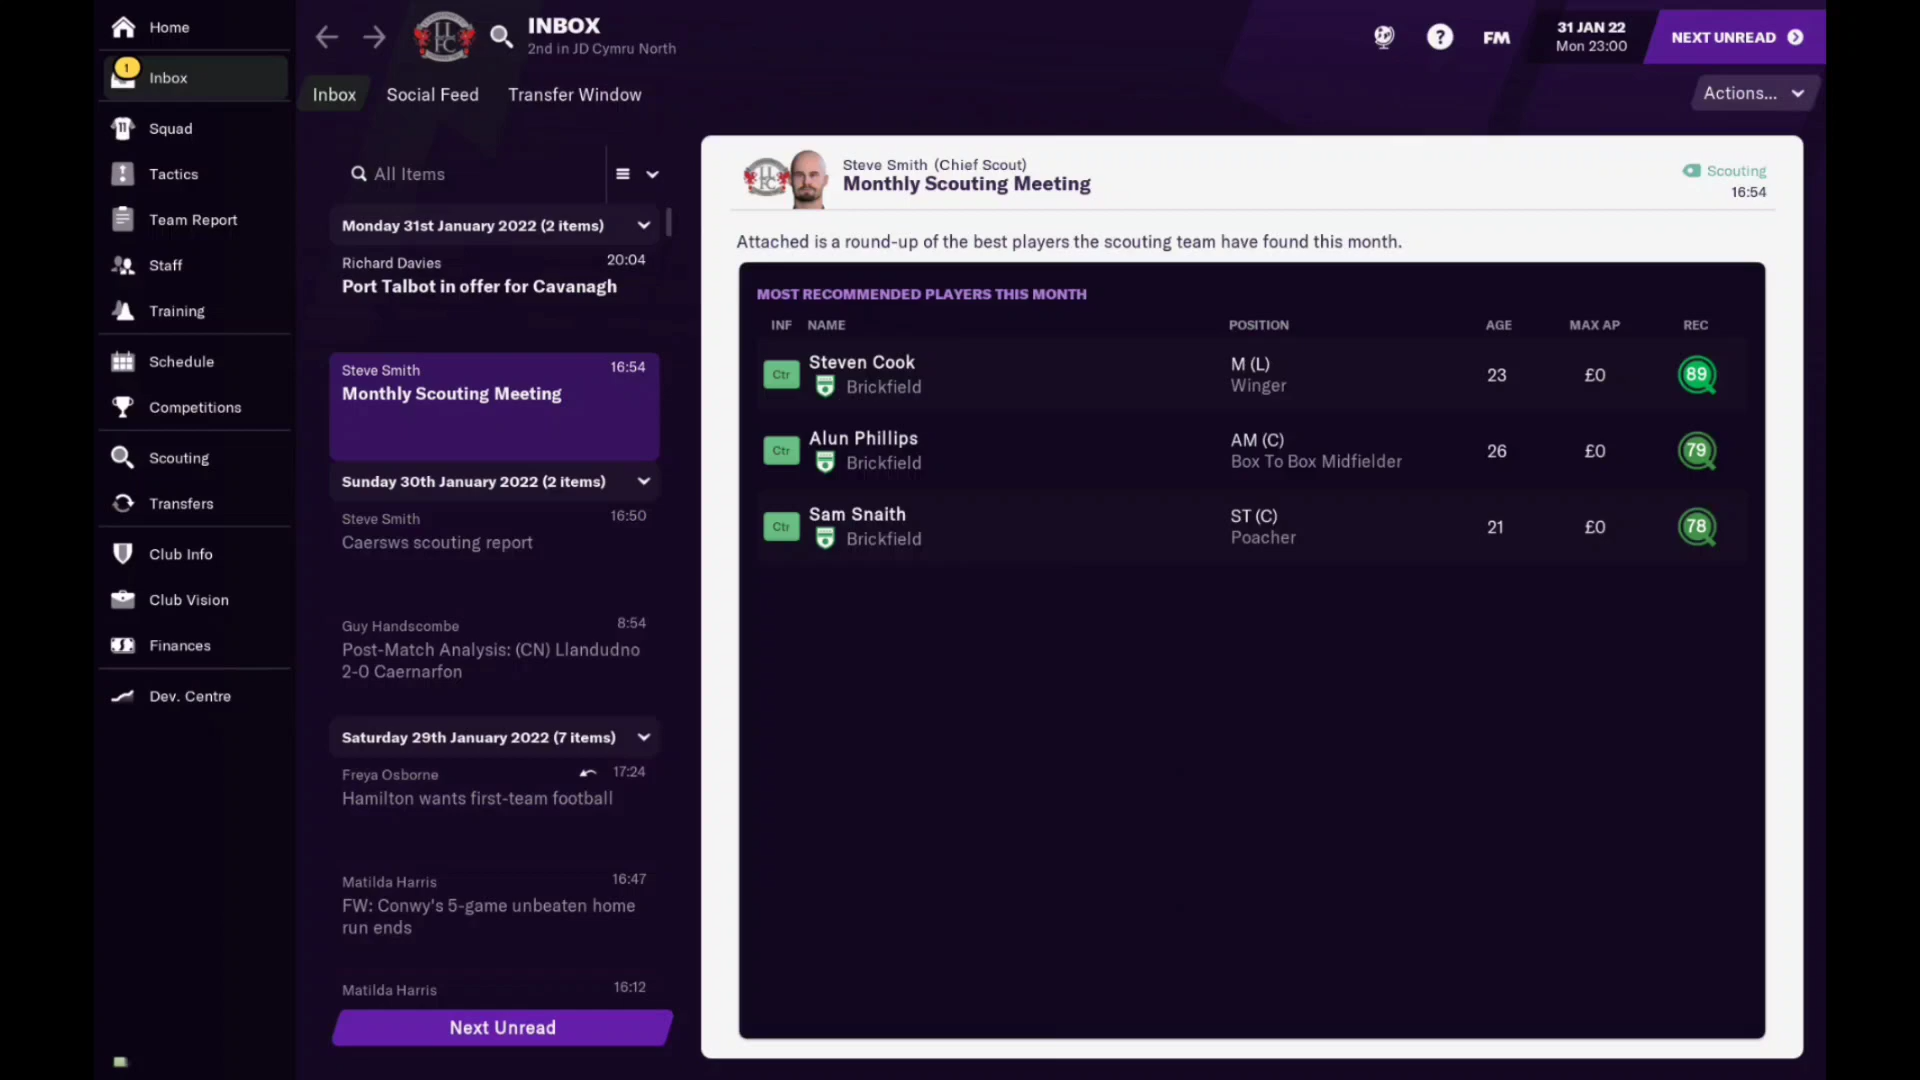 Home
1
Inbox
Squad
Tactics
Team Report
Staff
Training
Schedule
Competitions
Scouting
Transfers
Club Info
Club Vision
Finances
Dev. Centre
INBOX
2nd in JD Cymru North
?
FM
31 JAN 22
Mon 23:00
NEXT UNREAD
Inbox
Social Feed
Transfer Window
Actions...
All Items
Monday 31st January 2022 (2 items)
Richard Davies 20:04
Port Talbot in offer for Cavanagh
Steve Smith 16:54
Monthly Scouting Meeting
Sunday 30th January 2022 (2 items)
Steve Smith 16:50
Caersws scouting report
Guy Handscombe 8:54
Post-Match Analysis: (CN) Llandudno
2-0 Caernarfon
Saturday 29th January 2022 (7 items)
Freya Osborne 17:24
Hamilton wants first-team football
Matilda Harris 16:47
FW: Conwy's 5-game unbeaten home
run ends
Matilda Harris 16:12
Next Unread
Steve Smith (Chief Scout)
Monthly Scouting Meeting
Scouting
16:54
Attached is a round-up of the best players the scouting team have found this month.
MOST RECOMMENDED PLAYERS THIS MONTH
INF NAME POSITION AGE MAX AP REC
Ctr Steven Cook M (L) 23 £0 89
Brickfield Winger
Ctr Alun Phillips AM (C) 26 £0 79
Brickfield Box To Box Midfielder
Ctr Sam Snaith ST (C) 21 £0 78
Brickfield Poacher